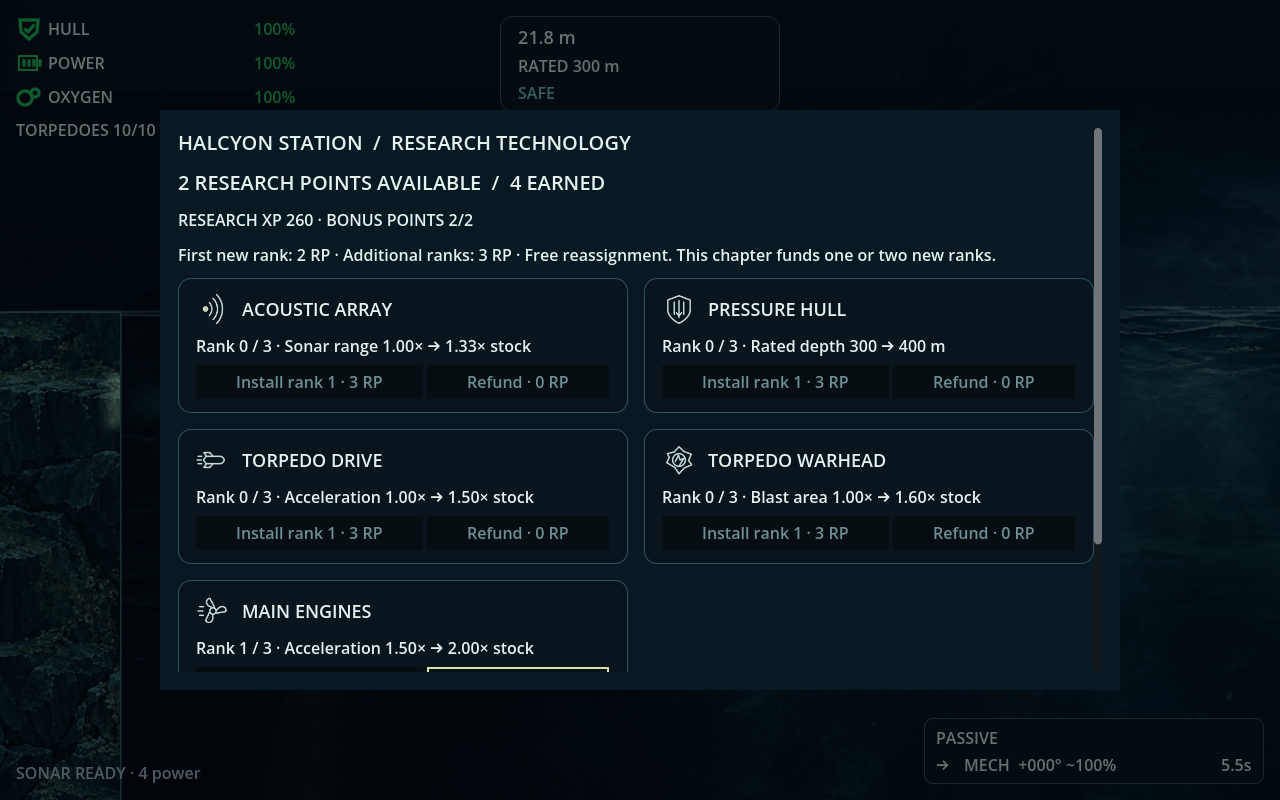 HULL 100%
POWER 100%
OXYGEN 100%
TORPEDOES 10/10
21.8 m
RATED 300 m
SAFE
HALCYON STATION / RESEARCH TECHNOLOGY
2 RESEARCH POINTS AVAILABLE / 4 EARNED
RESEARCH XP 260 · BONUS POINTS 2/2
First new rank: 2 RP · Additional ranks: 3 RP · Free reassignment. This chapter funds one or two new ranks.
ACOUSTIC ARRAY
Rank 0 / 3 · Sonar range 1.00× → 1.33× stock
Install rank 1 · 3 RP Refund · 0 RP
PRESSURE HULL
Rank 0 / 3 · Rated depth 300 → 400 m
Install rank 1 · 3 RP Refund · 0 RP
TORPEDO DRIVE
Rank 0 / 3 · Acceleration 1.00× → 1.50× stock
Install rank 1 · 3 RP Refund · 0 RP
TORPEDO WARHEAD
Rank 0 / 3 · Blast area 1.00× → 1.60× stock
Install rank 1 · 3 RP Refund · 0 RP
MAIN ENGINES
Rank 1 / 3 · Acceleration 1.50× → 2.00× stock
SONAR READY · 4 power
PASSIVE
→ MECH +000° ~100% 5.5s